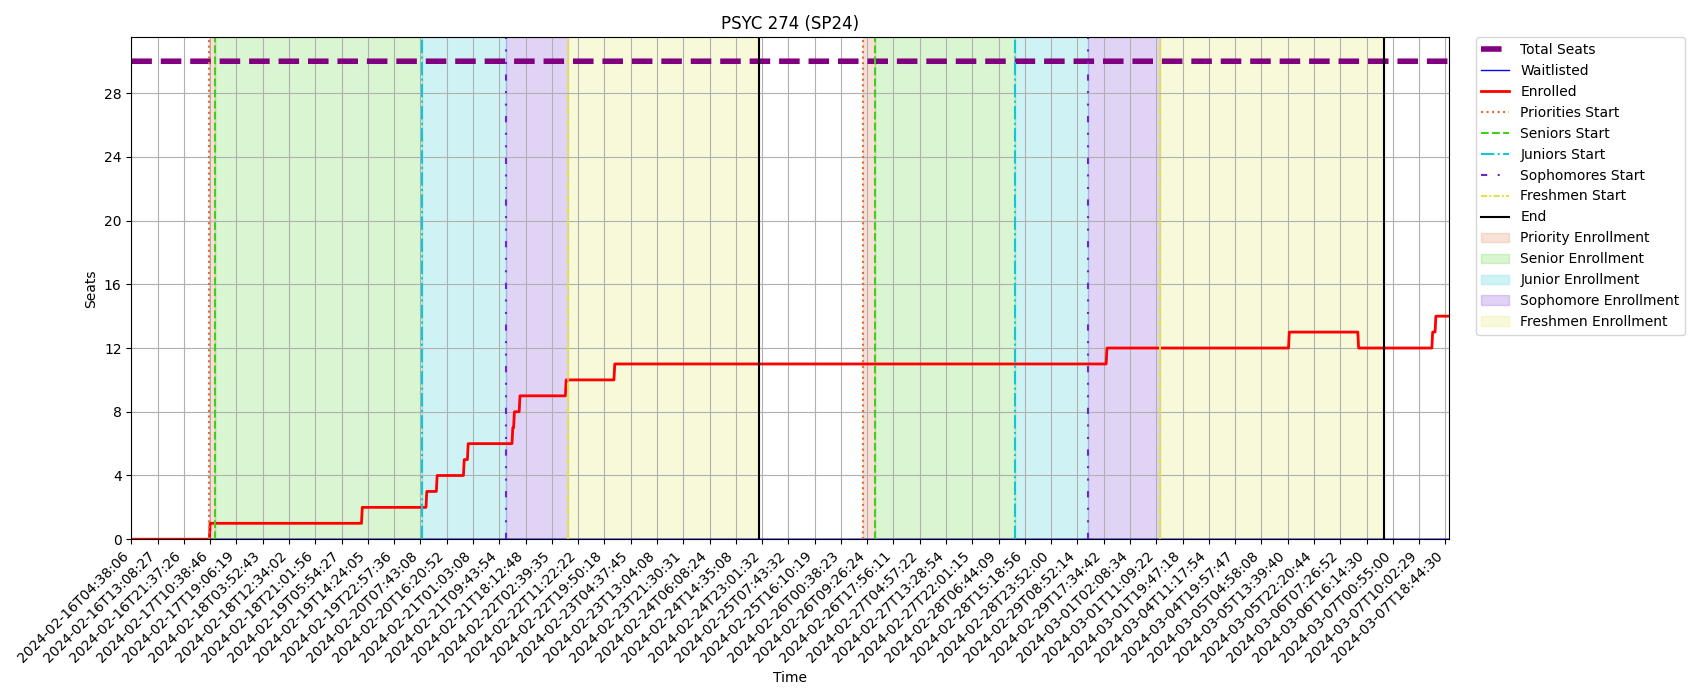 PSYC 274 (SP24)
Total Seats
Waitlisted
Enrolled
Priorities Start
Seniors Start
Juniors Start
Sophomores Start
Freshmen Start
End
Priority Enrollment
Senior Enrollment
Junior Enrollment
Sophomore Enrollment
Freshmen Enrollment
Seats
28
24
20
16
12
8
4
0
2024-02-16T04:38:06
2024-02-16T13:08:27
2024-02-16T21:37:26
2024-02-17T10:38:46
2024-02-17T19:06:19
2024-02-18T03:52:43
2024-02-18T12:34:02
2024-02-18T21:01:56
2024-02-19T05:54:27
2024-02-19T14:24:05
2024-02-19T22:57:36
2024-02-20T07:43:08
2024-02-20T16:20:52
2024-02-21T01:03:08
2024-02-21T09:43:54
2024-02-21T18:12:48
2024-02-22T02:39:35
2024-02-22T11:22:22
2024-02-22T19:50:18
2024-02-23T04:37:45
2024-02-23T13:04:08
2024-02-23T21:30:31
2024-02-24T06:08:24
2024-02-24T14:35:08
2024-02-24T23:01:32
2024-02-25T07:43:32
2024-02-25T16:10:19
2024-02-26T00:38:23
2024-02-26T09:26:24
2024-02-26T17:56:11
2024-02-27T04:57:22
2024-02-27T13:28:54
2024-02-27T22:01:15
2024-02-28T06:44:09
2024-02-28T15:18:56
2024-02-28T23:52:00
2024-02-29T08:52:14
2024-02-29T17:34:42
2024-03-01T02:08:34
2024-03-01T11:09:22
2024-03-01T19:47:18
2024-03-04T11:17:54
2024-03-04T19:57:47
2024-03-05T04:58:08
2024-03-05T13:39:40
2024-03-05T22:20:44
2024-03-06T07:26:52
2024-03-06T16:14:30
2024-03-07T00:55:00
2024-03-07T10:02:29
2024-03-07T18:44:30
Time